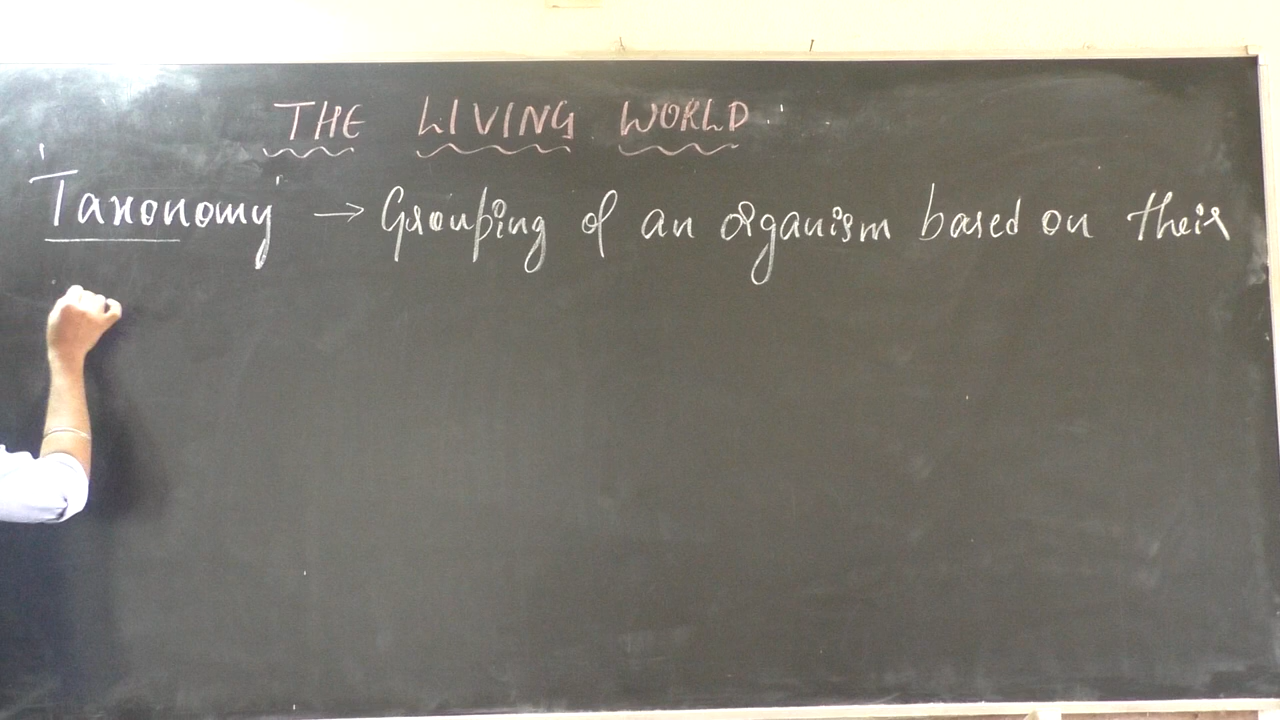 THE LIVING WORLD
Taxonomy → Grouping of an organism based on their